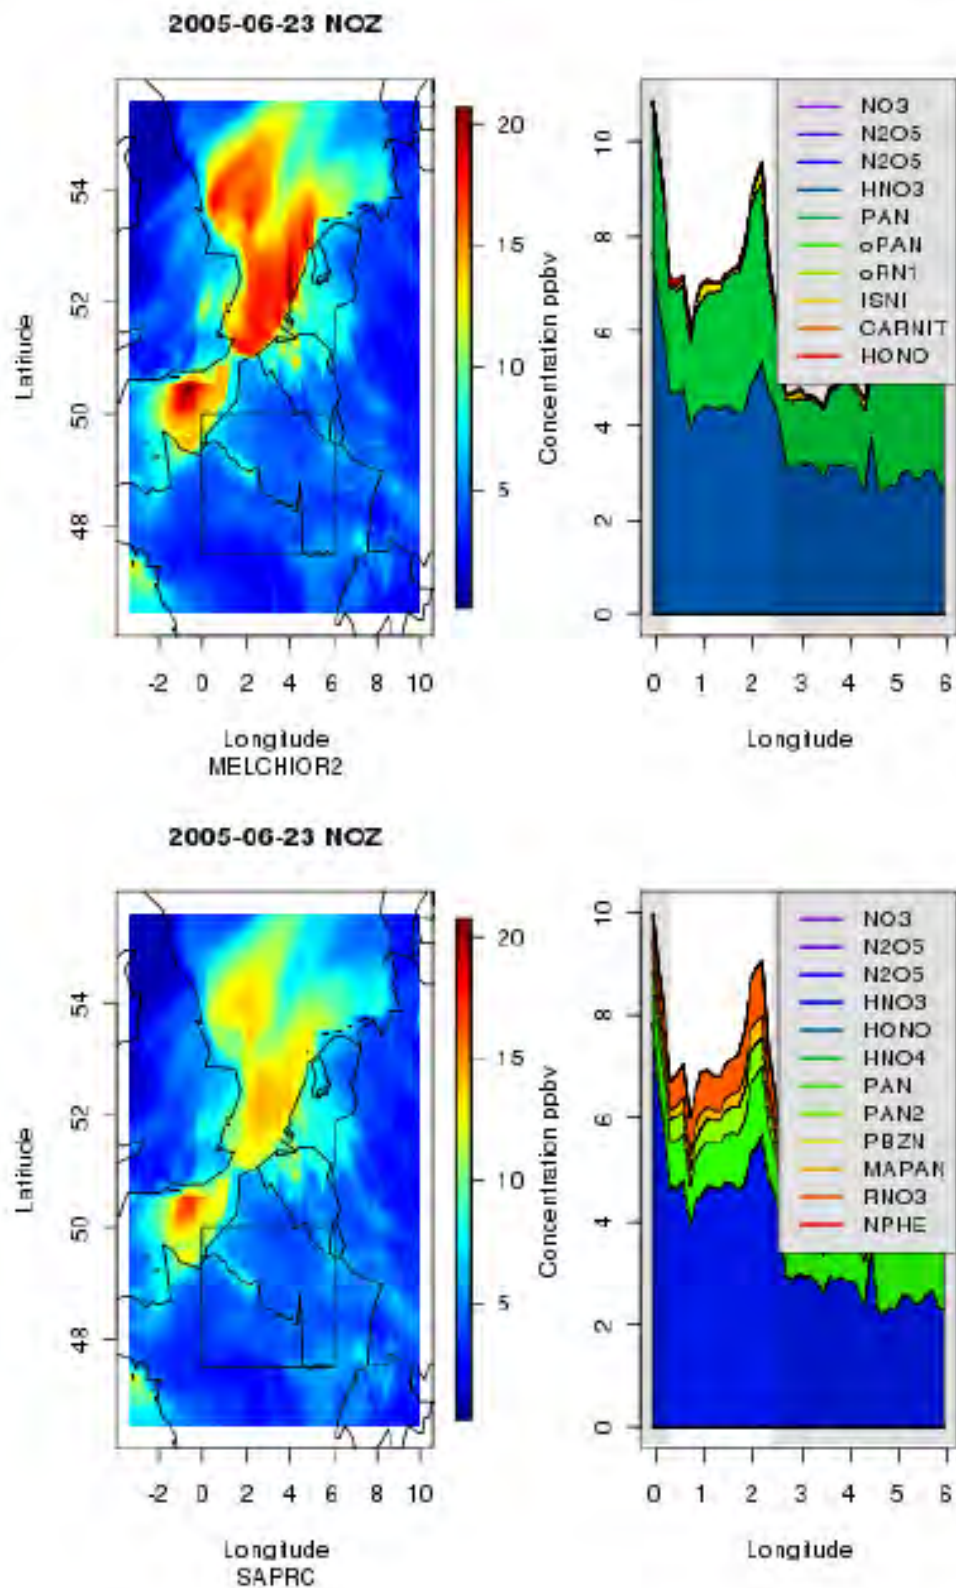 2005-06-23 NOZ
Latitude
54
52
50
48
-2 0 2 4 6 8 10
Longitude
MELCHIOR2
Concentration ppbv
20
15
10
5
10
8
6
4
2
0
NO3
N2O5
N2O5
HNO3
PAN
oPAN
oRN1
ISNI
CARNIT
HONO
0 1 2 3 4 5 6
Longitude
2005-06-23 NOZ
Latitude
54
52
50
48
-2 0 2 4 6 8 10
Longitude
SAPRC
Concentration ppbv
20
15
10
5
10
8
6
4
2
0
NO3
N2O5
N2O5
HNO3
HONO
HNO4
PAN
PAN2
PBZN
MAPAN
RNO3
NPHE
0 1 2 3 4 5 6
Longitude